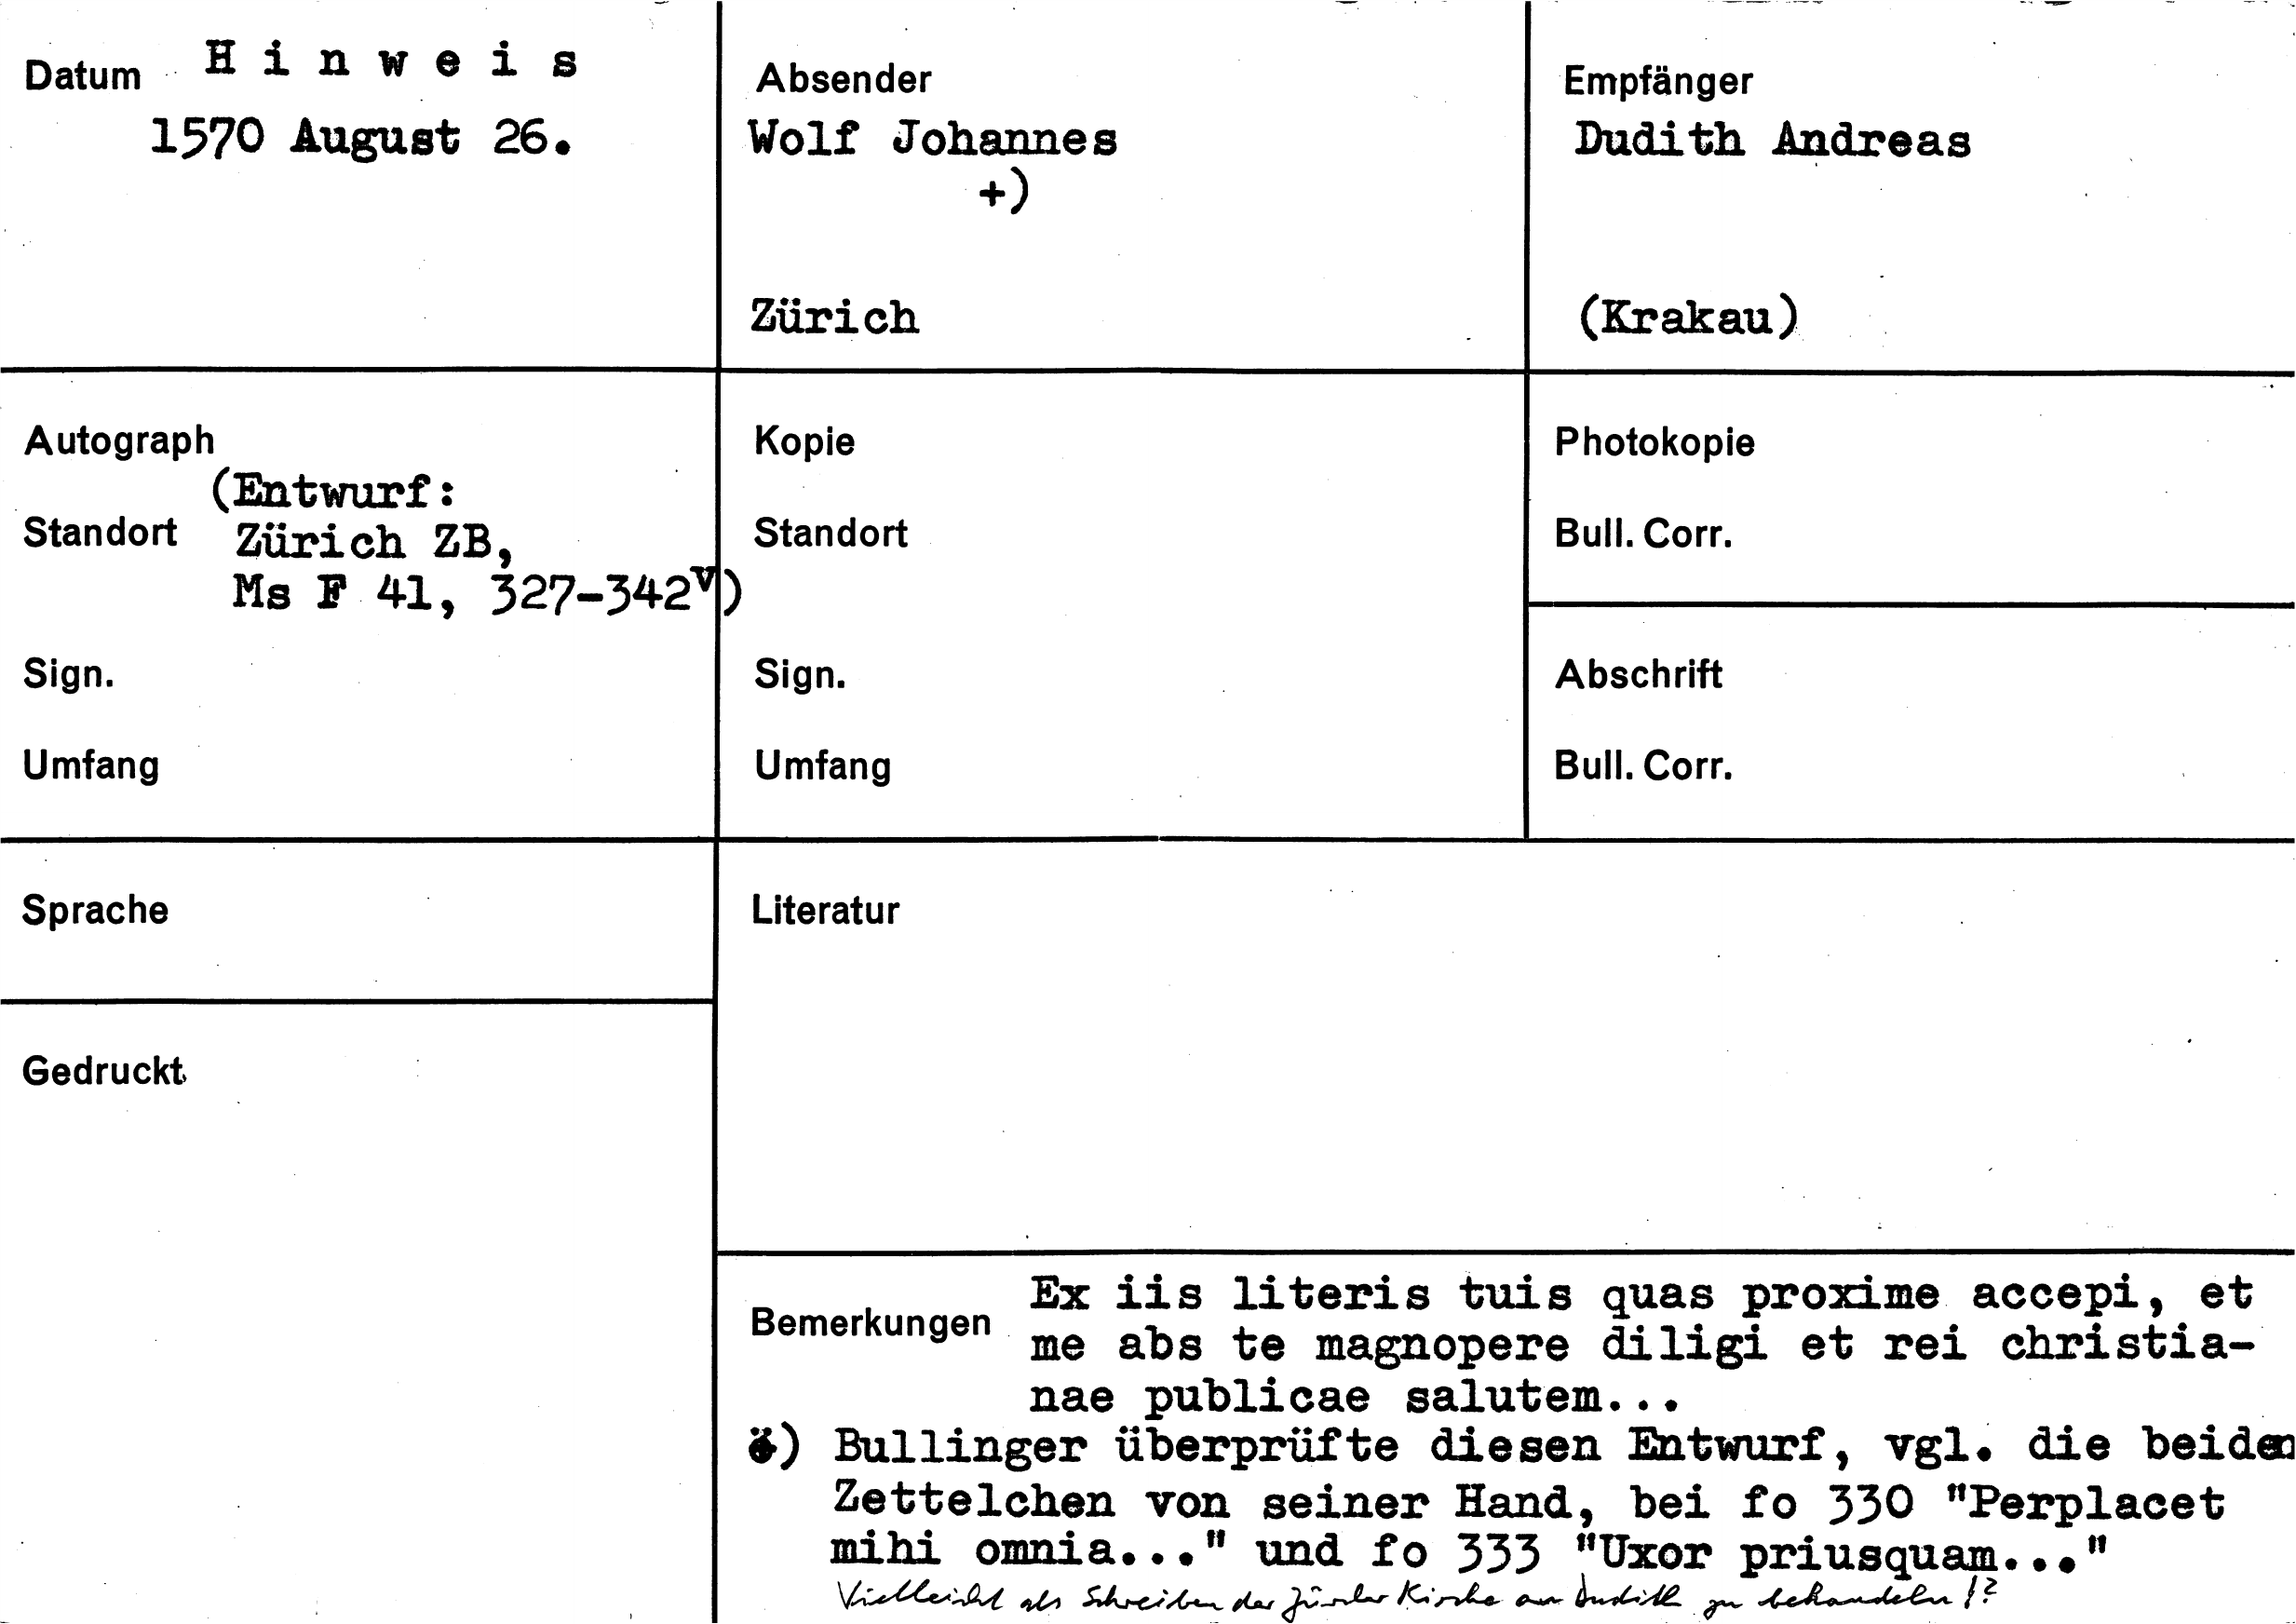 Datum H i n w e i s
1570 August 26.
Absender
Wolf Johannes
+)
Zürich
Empfänger
Dudith Andreas
(Krakau)
Autograph
(Entwurf:
Standort Zürich ZB,
Ms F 41, 327-342v)
Sign.
Umfang
Kopie
Standort
Sign.
Umfang
Photokopie
Bull. Corr.
Abschrift
Bull. Corr.
Sprache
Gedruckt
Literatur
Bemerkungen Ex iis literis tuis quas proxime accepi, et
me abs te magnopere diligi et rei christia-
nae publicae salutem...
+) Bullinger überprüfte diesen Entwurf, vgl. die beiden
Zettelchen von seiner Hand, bei fo 330 "Perplacet
mihi omnia..." und fo 333 "Uxor priusquam..."
Vielleicht als Schreiben der Zürcher Kirche an Dudith zu behandeln!?